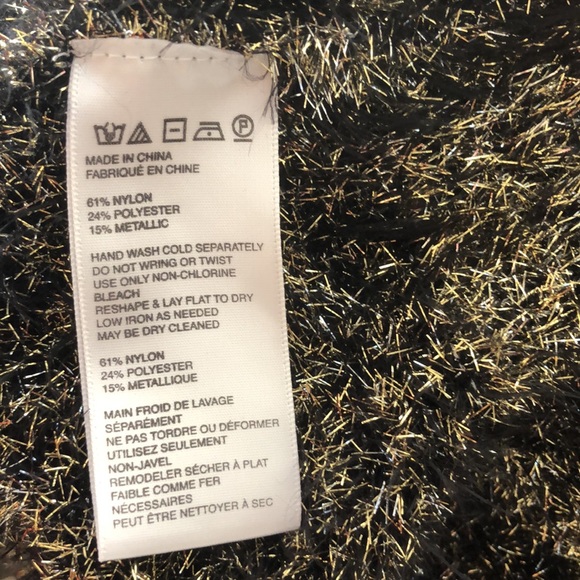 P
MADE IN CHINA
FABRIQUÉ EN CHINE
61% NYLON
24% POLYESTER
15% METALLIC
HAND WASH COLD SEPARATELY
DO NOT WRING OR TWIST
USE ONLY NON-CHLORINE
BLEACH
RESHAPE & LAY FLAT TO DRY
LOW IRON AS NEEDED
MAY BE DRY CLEANED
61% NYLON
24% POLYESTER
15% METALLIQUE
MAIN FROID DE LAVAGE
SÉPARÉMENT
NE PAS TORDRE OU DÉFORMER
UTILISEZ SEULEMENT
NON-JAVEL
REMODELER SÉCHER À PLAT
FAIBLE COMME FER
NÉCESSAIRES
PEUT ÊTRE NETTOYER À SEC